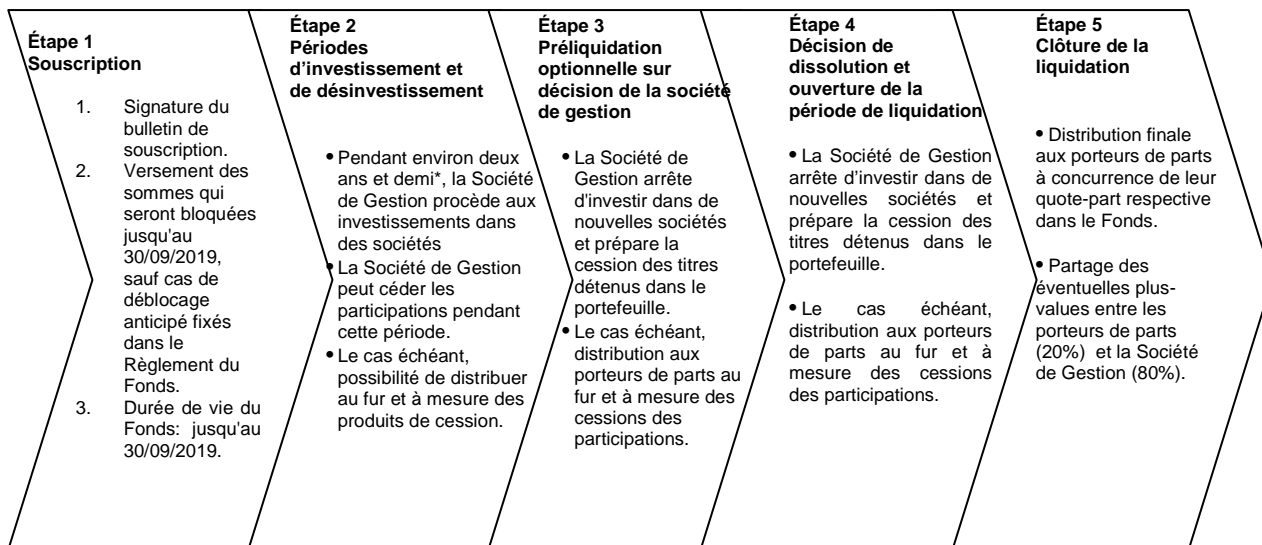 Étape 1
Souscription
1. Signature du
bulletin de
souscription.
2. Versement des
sommes qui
seront bloquées
jusqu'au
30/09/2019,
sauf cas de
déblocage
anticipé fixés
dans le
Règlement du
Fonds.
3. Durée de vie du
Fonds: jusqu'au
30/09/2019.
Étape 2
Périodes
d'investissement et
de désinvestissement
• Pendant environ deux
ans et demi*, la Société
de Gestion procède aux
investissements dans
des sociétés
• La Société de Gestion
peut céder les
participations pendant
cette période.
• Le cas échéant,
possibilité de distribuer
au fur et à mesure des
produits de cession.
Étape 3
Préliquidation
optionnelle sur
décision de la société
de gestion
• La Société de
Gestion arrête
d'investir dans de
nouvelles sociétés
et prépare la
cession des titres
détenus dans le
portefeuille.
• Le cas échéant,
distribution aux
porteurs de parts au
fur et à mesure des
cessions des
participations.
Étape 4
Décision de
dissolution et
ouverture de la
période de liquidation
• La Société de Gestion
arrête d'investir dans de
nouvelles sociétés et
prépare la cession des
titres détenus dans le
portefeuille.
• Le cas échéant,
distribution aux porteurs
de parts au fur et à
mesure des cessions
des participations.
Étape 5
Clôture de la
liquidation
• Distribution finale
aux porteurs de parts
à concurrence de leur
quote-part respective
dans le Fonds.
• Partage des
éventuelles plus-
values entre les
porteurs de parts
(20%) et la Société
de Gestion (80%).